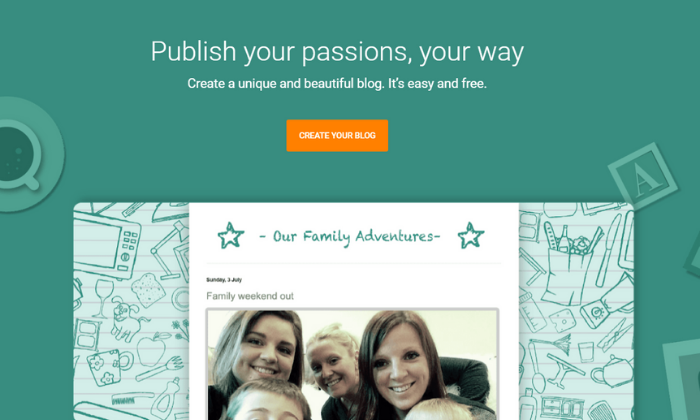 Publish your passions, your way
Create a unique and beautiful blog. It's easy and free.
CREATE YOUR BLOG
A
- Our Family Adventures-
Sunday, 3 July
Family weekend out